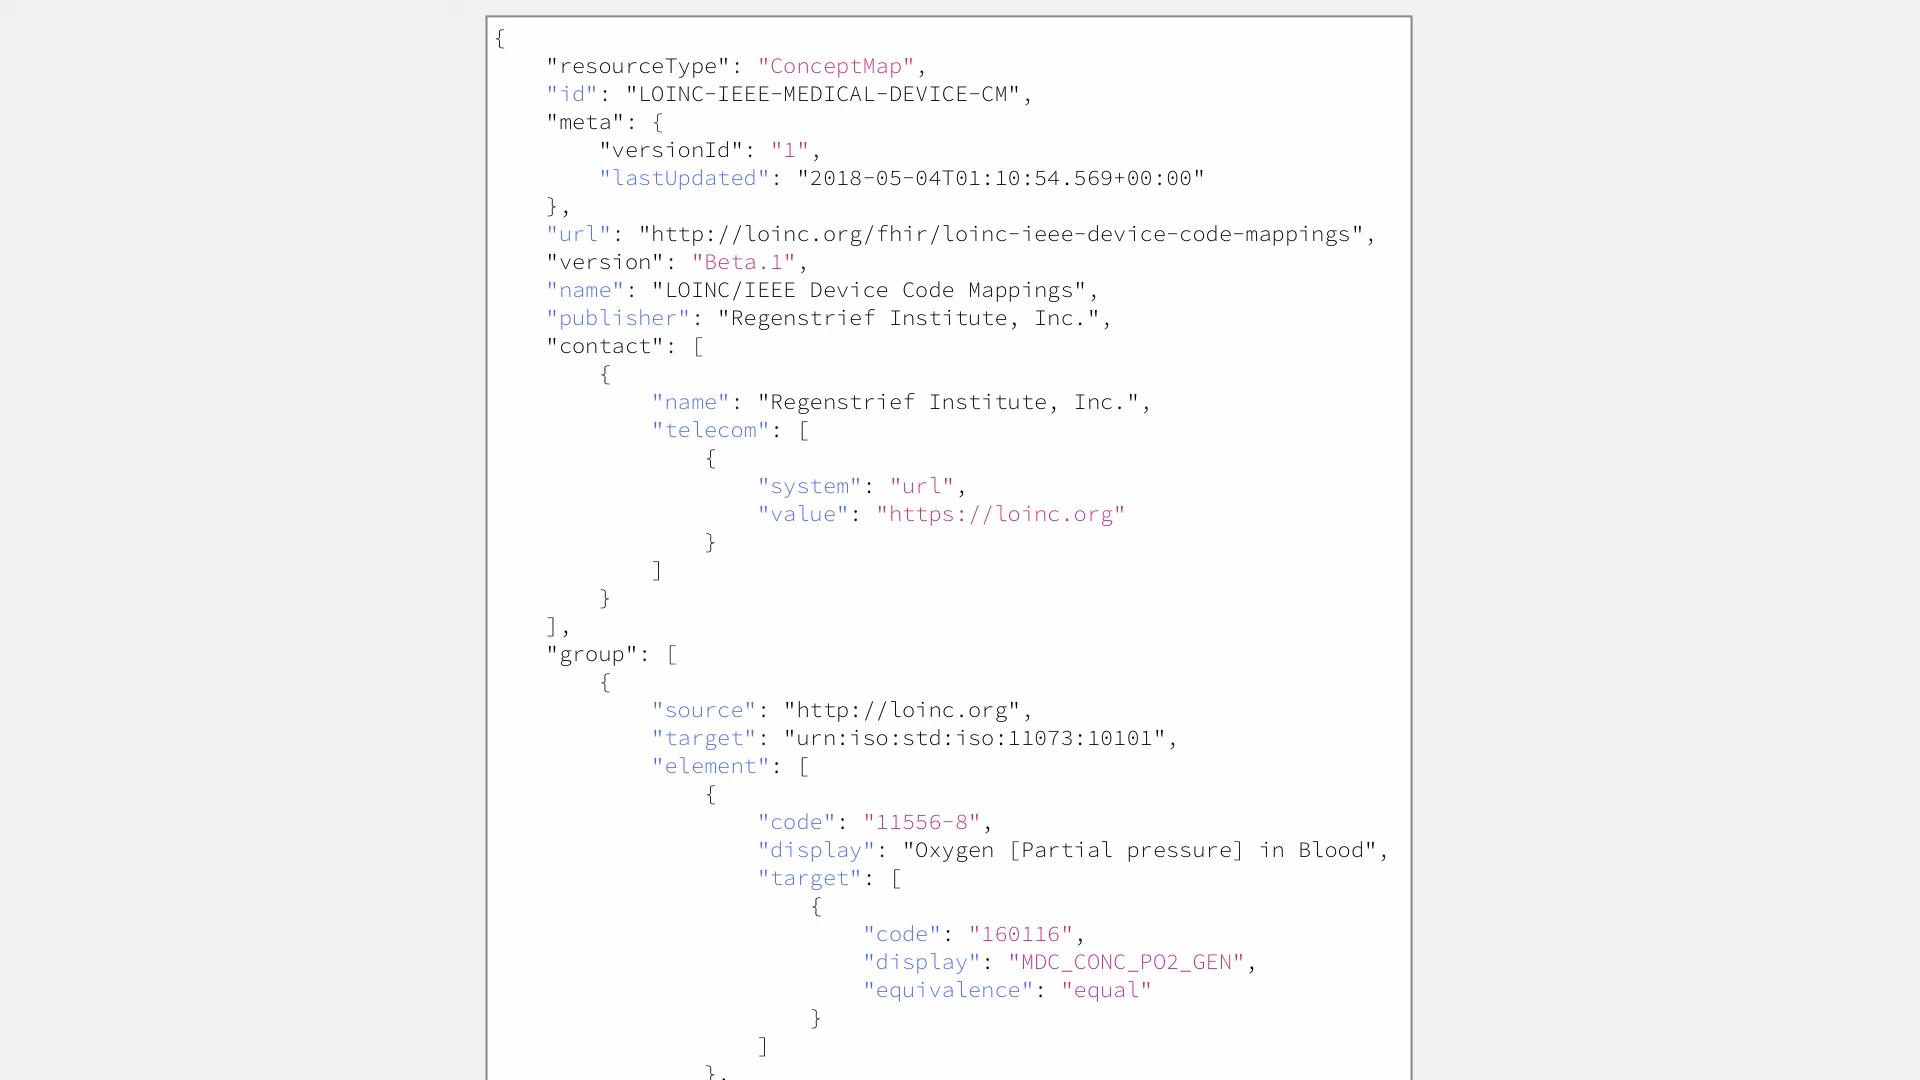 {
    "resourceType": "ConceptMap",
    "id": "LOINC-IEEE-MEDICAL-DEVICE-CM",
    "meta": {
        "versionId": "1",
        "lastUpdated": "2018-05-04T01:10:54.569+00:00"
    },
    "url": "http://loinc.org/fhir/loinc-ieee-device-code-mappings",
    "version": "Beta.1",
    "name": "LOINC/IEEE Device Code Mappings",
    "publisher": "Regenstrief Institute, Inc.",
    "contact": [
        {
            "name": "Regenstrief Institute, Inc.",
            "telecom": [
                {
                    "system": "url",
                    "value": "https://loinc.org"
                }
            ]
        }
    ],
    "group": [
        {
            "source": "http://loinc.org",
            "target": "urn:iso:std:iso:11073:10101",
            "element": [
                {
                    "code": "11556-8",
                    "display": "Oxygen [Partial pressure] in Blood",
                    "target": [
                        {
                            "code": "160116",
                            "display": "MDC_CONC_PO2_GEN",
                            "equivalence": "equal"
                        }
                    ]
                },